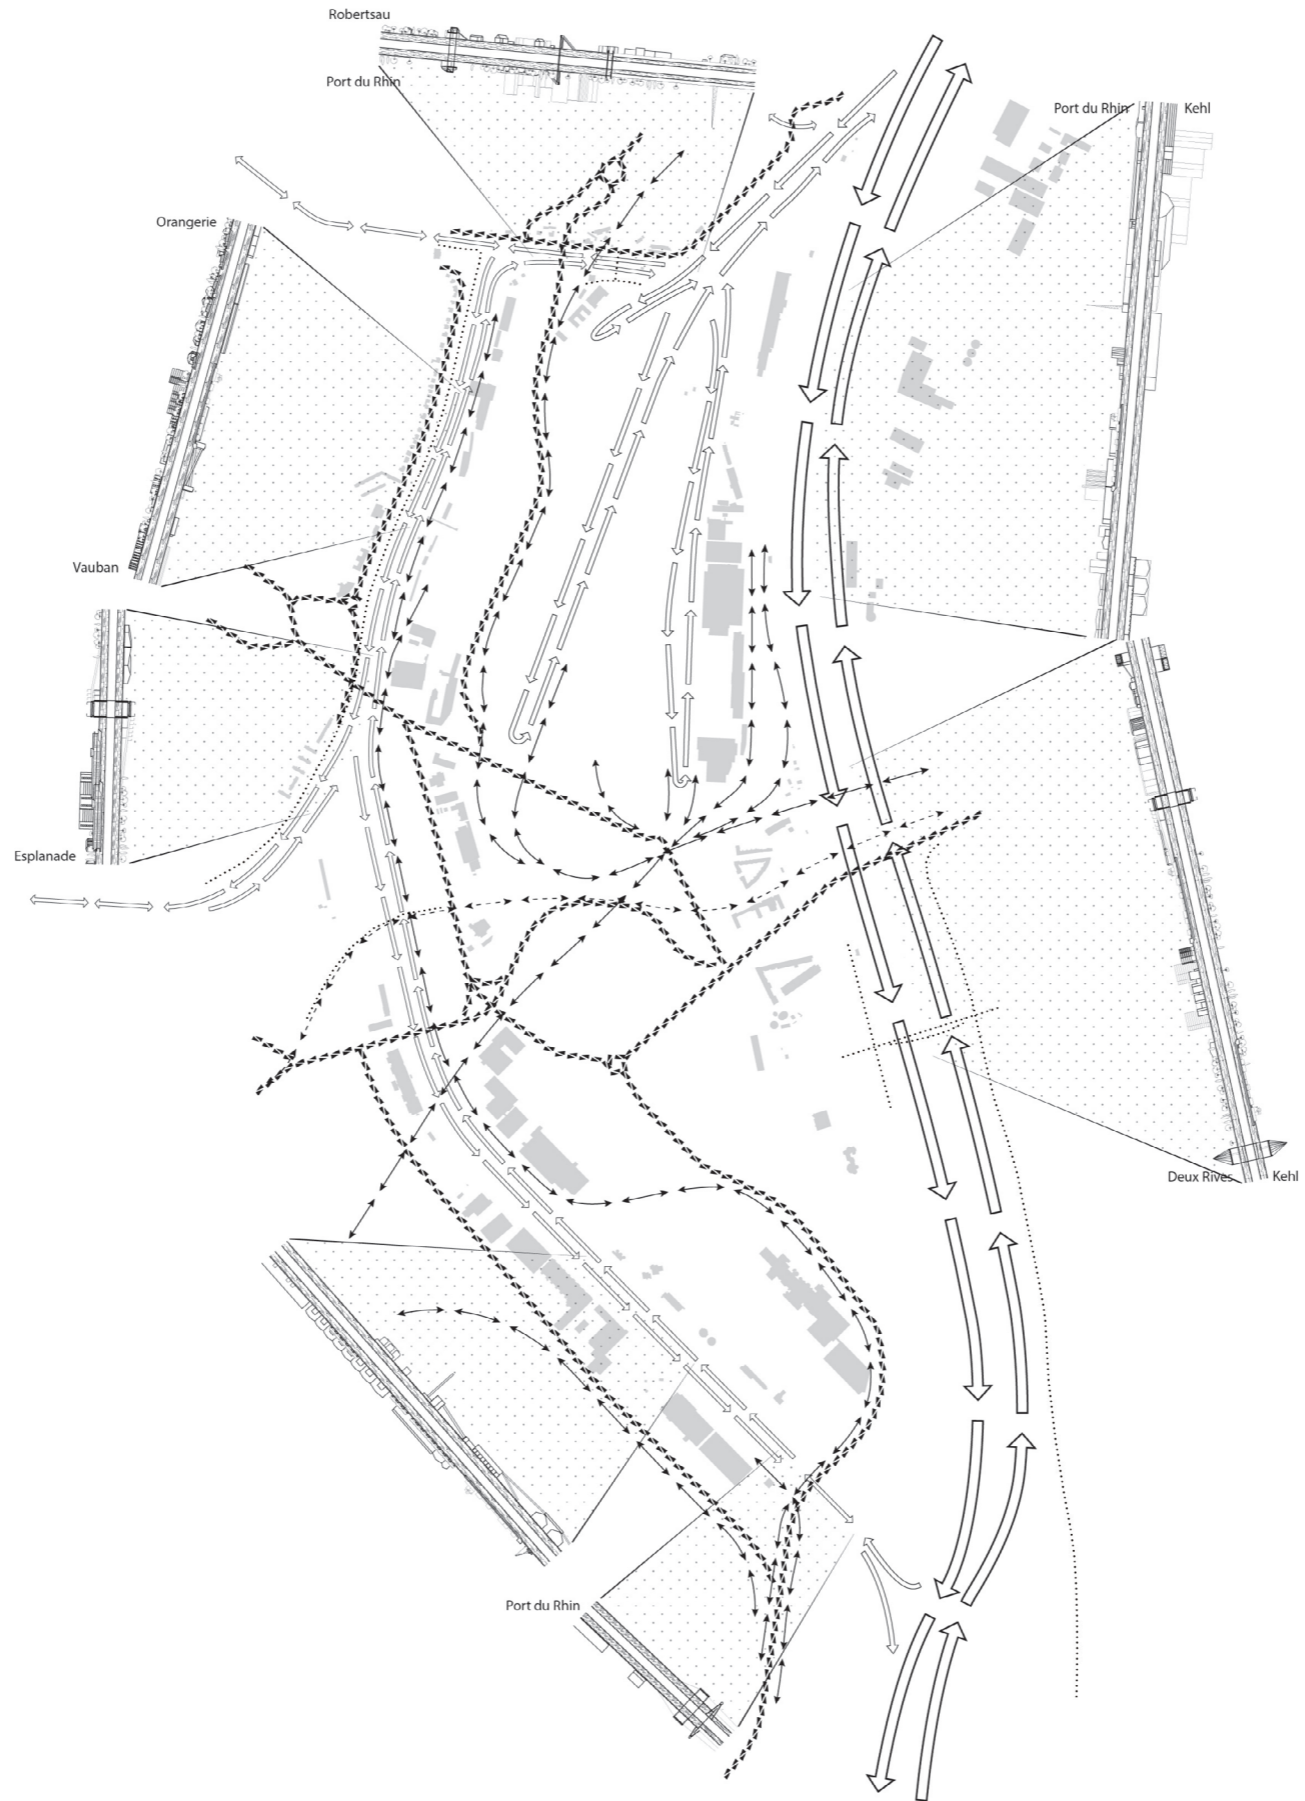 Robertsau
Port du Rhin
Port du Rhin
Kehl
Orangerie
Vauban
Esplanade
Deux Rives
Kehl
Port du Rhin